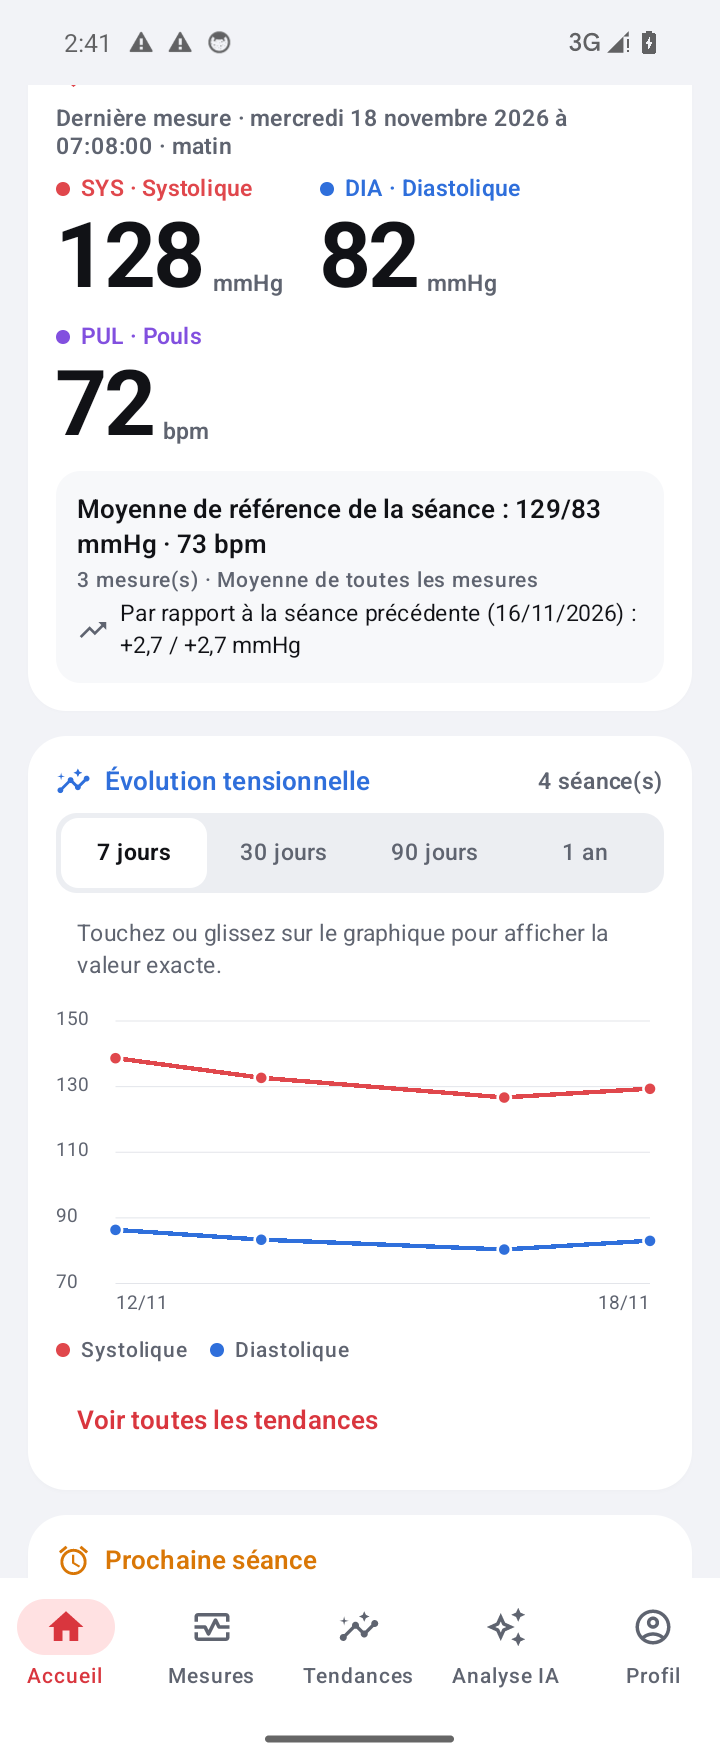 2:41
3G
Dernière mesure · mercredi 18 novembre 2026 à
07:08:00 · matin
SYS · Systolique
DIA · Diastolique
128 mmHg
82 mmHg
PUL · Pouls
72 bpm
Moyenne de référence de la séance : 129/83
mmHg · 73 bpm
3 mesure(s) · Moyenne de toutes les mesures
Par rapport à la séance précédente (16/11/2026) :
+2,7 / +2,7 mmHg
Évolution tensionnelle
4 séance(s)
7 jours
30 jours
90 jours
1 an
Touchez ou glissez sur le graphique pour afficher la
valeur exacte.
150
130
110
90
70
12/11
18/11
Systolique
Diastolique
Voir toutes les tendances
Prochaine séance
Accueil
Mesures
Tendances
Analyse IA
Profil